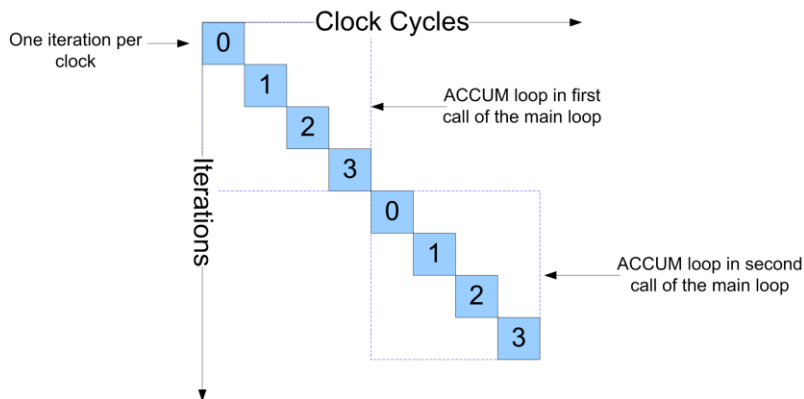 Clock Cycles
One iteration per
clock
0
1
ACCUM loop in first
call of the main loop
2
3
Iterations
0
1
ACCUM loop in second
call of the main loop
2
3